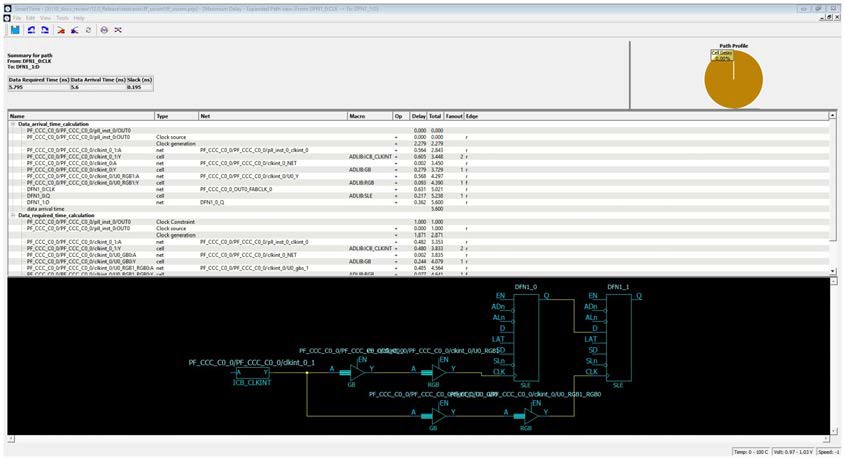 SmartTime
Maximum Delay - Expanded Path view (From: DFN1_0:CLK -> To: DFN1_1:D)
File Edit View Tools Help
Summary for path
From: DFN1_0:CLK
To: DFN1_1:D
Data Required Time (ns) Data Arrival Time (ns) Slack (ns)
5.795 5.6 0.195
Path Profile
Cell Delay
0.00%
Name Type Net Macro Op Delay Total Fanout Edge
Data_arrival_time_calculation
PF_CCC_C0_0/PF_CCC_C0_0/pll_inst_0/OUT0 0.000 0.000
PF_CCC_C0_0/PF_CCC_C0_0/pll_inst_0/OUT0 Clock source + 0.000 0.000 r
Clock generation + 2.279 2.279
PF_CCC_C0_0/PF_CCC_C0_0/clkint_0_1:A net PF_CCC_C0_0/PF_CCC_C0_0/pll_inst_0_clkint_0 + 0.564 2.843 r
PF_CCC_C0_0/PF_CCC_C0_0/clkint_0_1:Y cell ADLIB:ICB_CLKINT + 0.605 3.448 2 r
PF_CCC_C0_0/PF_CCC_C0_0/clkint_0:A net PF_CCC_C0_0/PF_CCC_C0_0/clkint_0_NET + 0.002 3.450 r
PF_CCC_C0_0/PF_CCC_C0_0/clkint_0:Y cell ADLIB:GB + 0.279 3.729 1 r
PF_CCC_C0_0/PF_CCC_C0_0/clkint_0/U0_RGB1:A net PF_CCC_C0_0/PF_CCC_C0_0/clkint_0/U0_Y + 0.568 4.297 r
PF_CCC_C0_0/PF_CCC_C0_0/clkint_0/U0_RGB1:Y cell ADLIB:RGB + 0.093 4.390 1 f
DFN1_0:CLK net PF_CCC_C0_0_OUT0_FABCLK_0 + 0.631 5.021 r
DFN1_0:Q cell ADLIB:SLE + 0.217 5.238 1 r
DFN1_1:D net DFN1_0_Q + 0.362 5.600 r
data arrival time 5.600
Data_required_time_calculation
PF_CCC_C0_0/PF_CCC_C0_0/pll_inst_0/OUT0 Clock Constraint 1.000 1.000
PF_CCC_C0_0/PF_CCC_C0_0/pll_inst_0/OUT0 Clock source + 0.000 1.000 r
Clock generation + 1.871 2.871
PF_CCC_C0_0/PF_CCC_C0_0/clkint_0_1:A net PF_CCC_C0_0/PF_CCC_C0_0/pll_inst_0_clkint_0 + 0.482 3.353 r
PF_CCC_C0_0/PF_CCC_C0_0/clkint_0_1:Y cell ADLIB:ICB_CLKINT + 0.480 3.833 2 r
PF_CCC_C0_0/PF_CCC_C0_0/clkint_0/U0_GB0:A net PF_CCC_C0_0/PF_CCC_C0_0/clkint_0_NET + 0.002 3.835 r
PF_CCC_C0_0/PF_CCC_C0_0/clkint_0/U0_GB0:Y cell ADLIB:GB + 0.244 4.079 1 r
PF_CCC_C0_0/PF_CCC_C0_0/clkint_0/U0_RGB1_RGB0:A net PF_CCC_C0_0/PF_CCC_C0_0/clkint_0/U0_gbs_1 + 0.485 4.564 r
DFN1_0 DFN1_1
EN Q EN Q
ADn ADn
ALn ALn
D D
LAT LAT
SD SD
SLn SLn
CLK CLK
SLE SLE
PF_CCC_C0_0/PF_CCC_C0_0/clkint_0_1
A Y
ICB_CLKINT
EN EN
A Y A Y
GB RGB
U0_RGB1_RGB0
EN EN
A Y A Y
GB RGB
Temp: 0 - 100 C Volt: 0.97 - 1.03 V Speed: -1